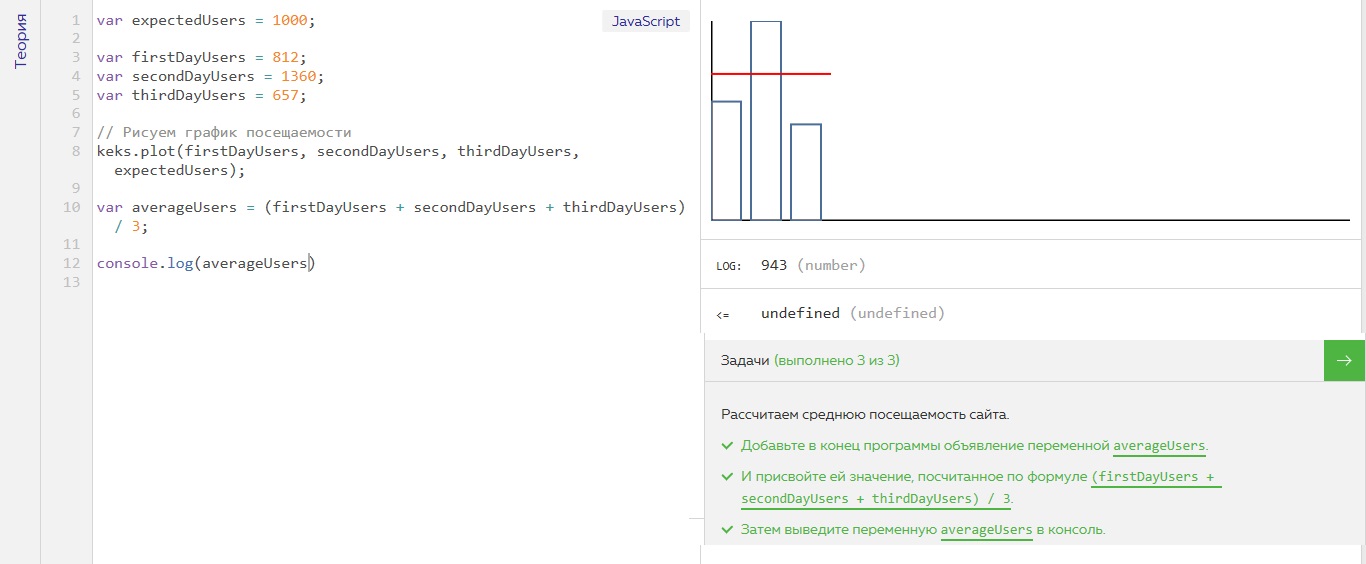 Теория
1 var expectedUsers = 1000;
2
3 var firstDayUsers = 812;
4 var secondDayUsers = 1360;
5 var thirdDayUsers = 657;
6
7 // Рисуем график посещаемости
8 keks.plot(firstDayUsers, secondDayUsers, thirdDayUsers,
expectedUsers);
9
10 var averageUsers = (firstDayUsers + secondDayUsers + thirdDayUsers)
/ 3;
11
12 console.log(averageUsers)
13
JavaScript
LOG: 943 (number)
<= undefined (undefined)
Задачи (выполнено 3 из 3)
Рассчитаем среднюю посещаемость сайта.
Добавьте в конец программы объявление переменной averageUsers.
И присвойте ей значение, посчитанное по формуле (firstDayUsers +
secondDayUsers + thirdDayUsers) / 3.
Затем выведите переменную averageUsers в консоль.